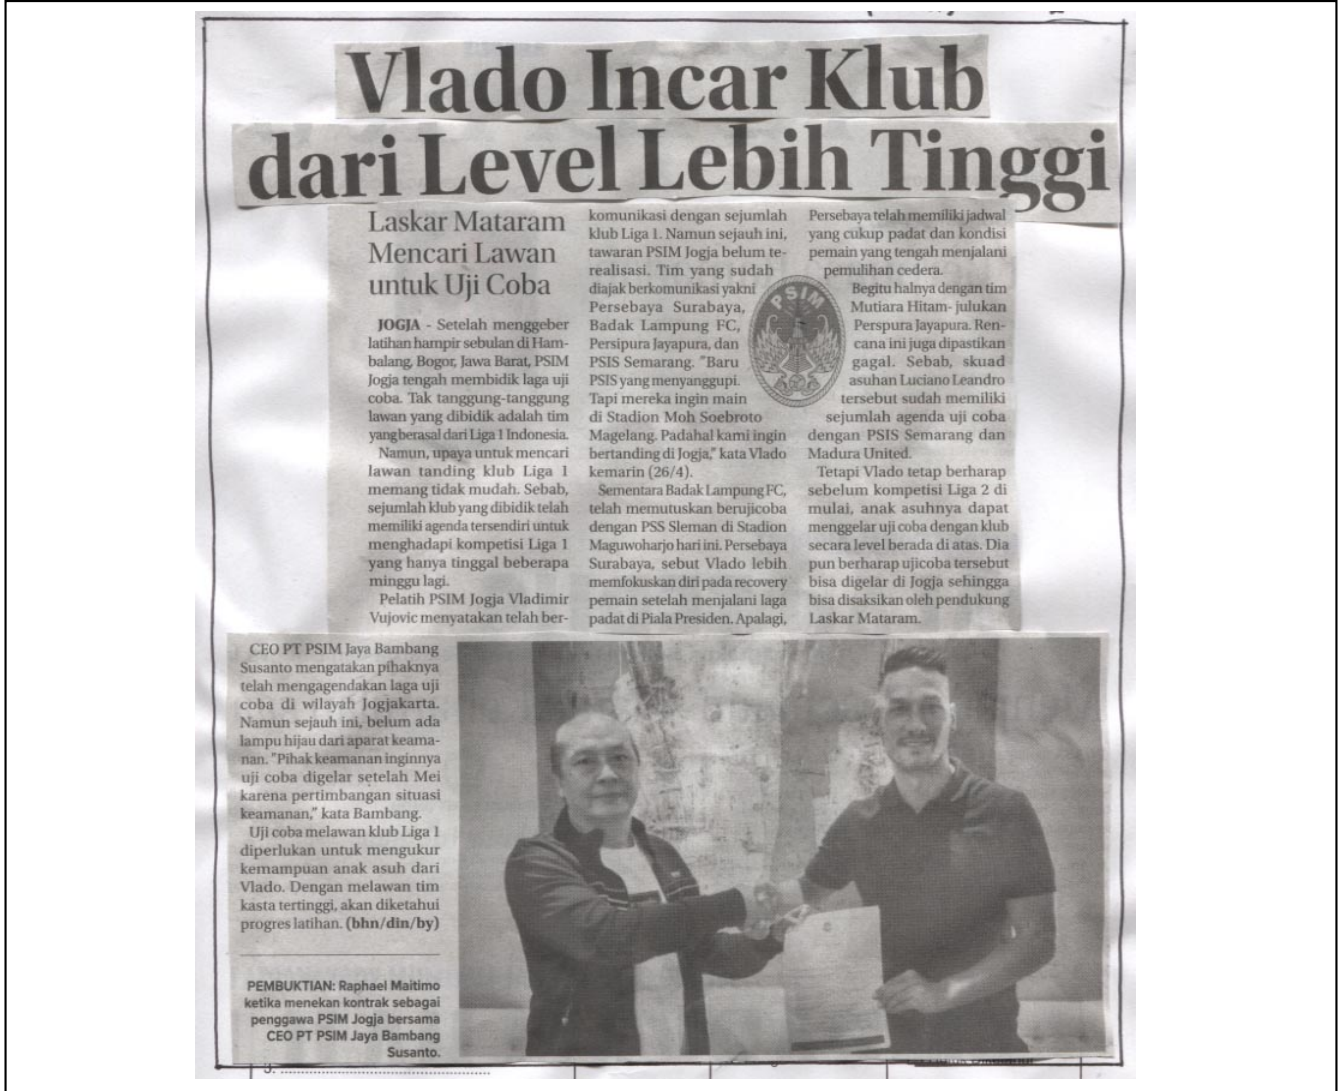 Vlado Incar Klub
dari Level Lebih Tinggi
Laskar Mataram
Mencari Lawan
untuk Uji Coba
JOGJA - Setelah menggeber
latihan hampir sebulan di Ham-
balang, Bogor, Jawa Barat, PSIM
Jogja tengah membidik laga uji
coba. Tak tanggung-tanggung
lawan yang dibidik adalah tim
yang berasal dari Liga 1 Indonesia.
Namun, upaya untuk mencari
lawan tanding klub Liga 1
memang tidak mudah. Sebab,
sejumlah klub yang dibidik telah
memiliki agenda tersendiri untuk
menghadapi kompetisi Liga 1
yang hanya tinggal beberapa
minggu lagi.
Pelatih PSIM Jogja Vladimir
Vujovic menyatakan telah ber-
komunikasi dengan sejumlah
klub Liga 1. Namun sejauh ini,
tawaran PSIM Jogja belum te-
realisasi. Tim yang sudah
diajak berkomunikasi yakni
Persebaya Surabaya,
Badak Lampung FC,
Persipura Jayapura, dan
PSIS Semarang. "Baru
PSIS yang menyanggupi.
Tapi mereka ingin main
di Stadion Moh Soebroto
Magelang. Padahal kami ingin
bertanding di Jogja," kata Vlado
kemarin (26/4).
Sementara Badak Lampung FC,
telah memutuskan berujicoba
dengan PSS Sleman di Stadion
Maguwoharjo hari ini. Persebaya
Surabaya, sebut Vlado lebih
memfokuskan diri pada recovery
pemain setelah menjalani laga
padat di Piala Presiden. Apalagi,
PSIM
Persebaya telah memiliki jadwal
yang cukup padat dan kondisi
pemain yang tengah menjalani
pemulihan cedera.
Begitu halnya dengan tim
Mutiara Hitam- julukan
Perspura Jayapura. Ren-
cana ini juga dipastikan
gagal. Sebab, skuad
asuhan Luciano Leandro
tersebut sudah memiliki
sejumlah agenda uji coba
dengan PSIS Semarang dan
Madura United.
Tetapi Vlado tetap berharap
sebelum kompetisi Liga 2 di
mulai, anak asuhnya dapat
menggelar uji coba dengan klub
secara level berada di atas. Dia
pun berharap ujicoba tersebut
bisa digelar di Jogja sehingga
bisa disaksikan oleh pendukung
Laskar Mataram.
CEO PT PSIM Jaya Bambang
Susanto mengatakan pihaknya
telah mengagendakan laga uji
coba di wilayah Jogjakarta.
Namun sejauh ini, belum ada
lampu hijau dari aparat keama-
nan. "Pihak keamanan inginnya
uji coba digelar setelah Mei
karena pertimbangan situasi
keamanan," kata Bambang.
Uji coba melawan klub Liga 1
diperlukan untuk mengukur
kemampuan anak asuh dari
Vlado. Dengan melawan tim
kasta tertinggi, akan diketahui
progres latihan. (bhn/din/by)
PEMBUKTIAN: Raphael Maitimo
ketika menekan kontrak sebagai
penggawa PSIM Jogja bersama
CEO PT PSIM Jaya Bambang
Susanto.